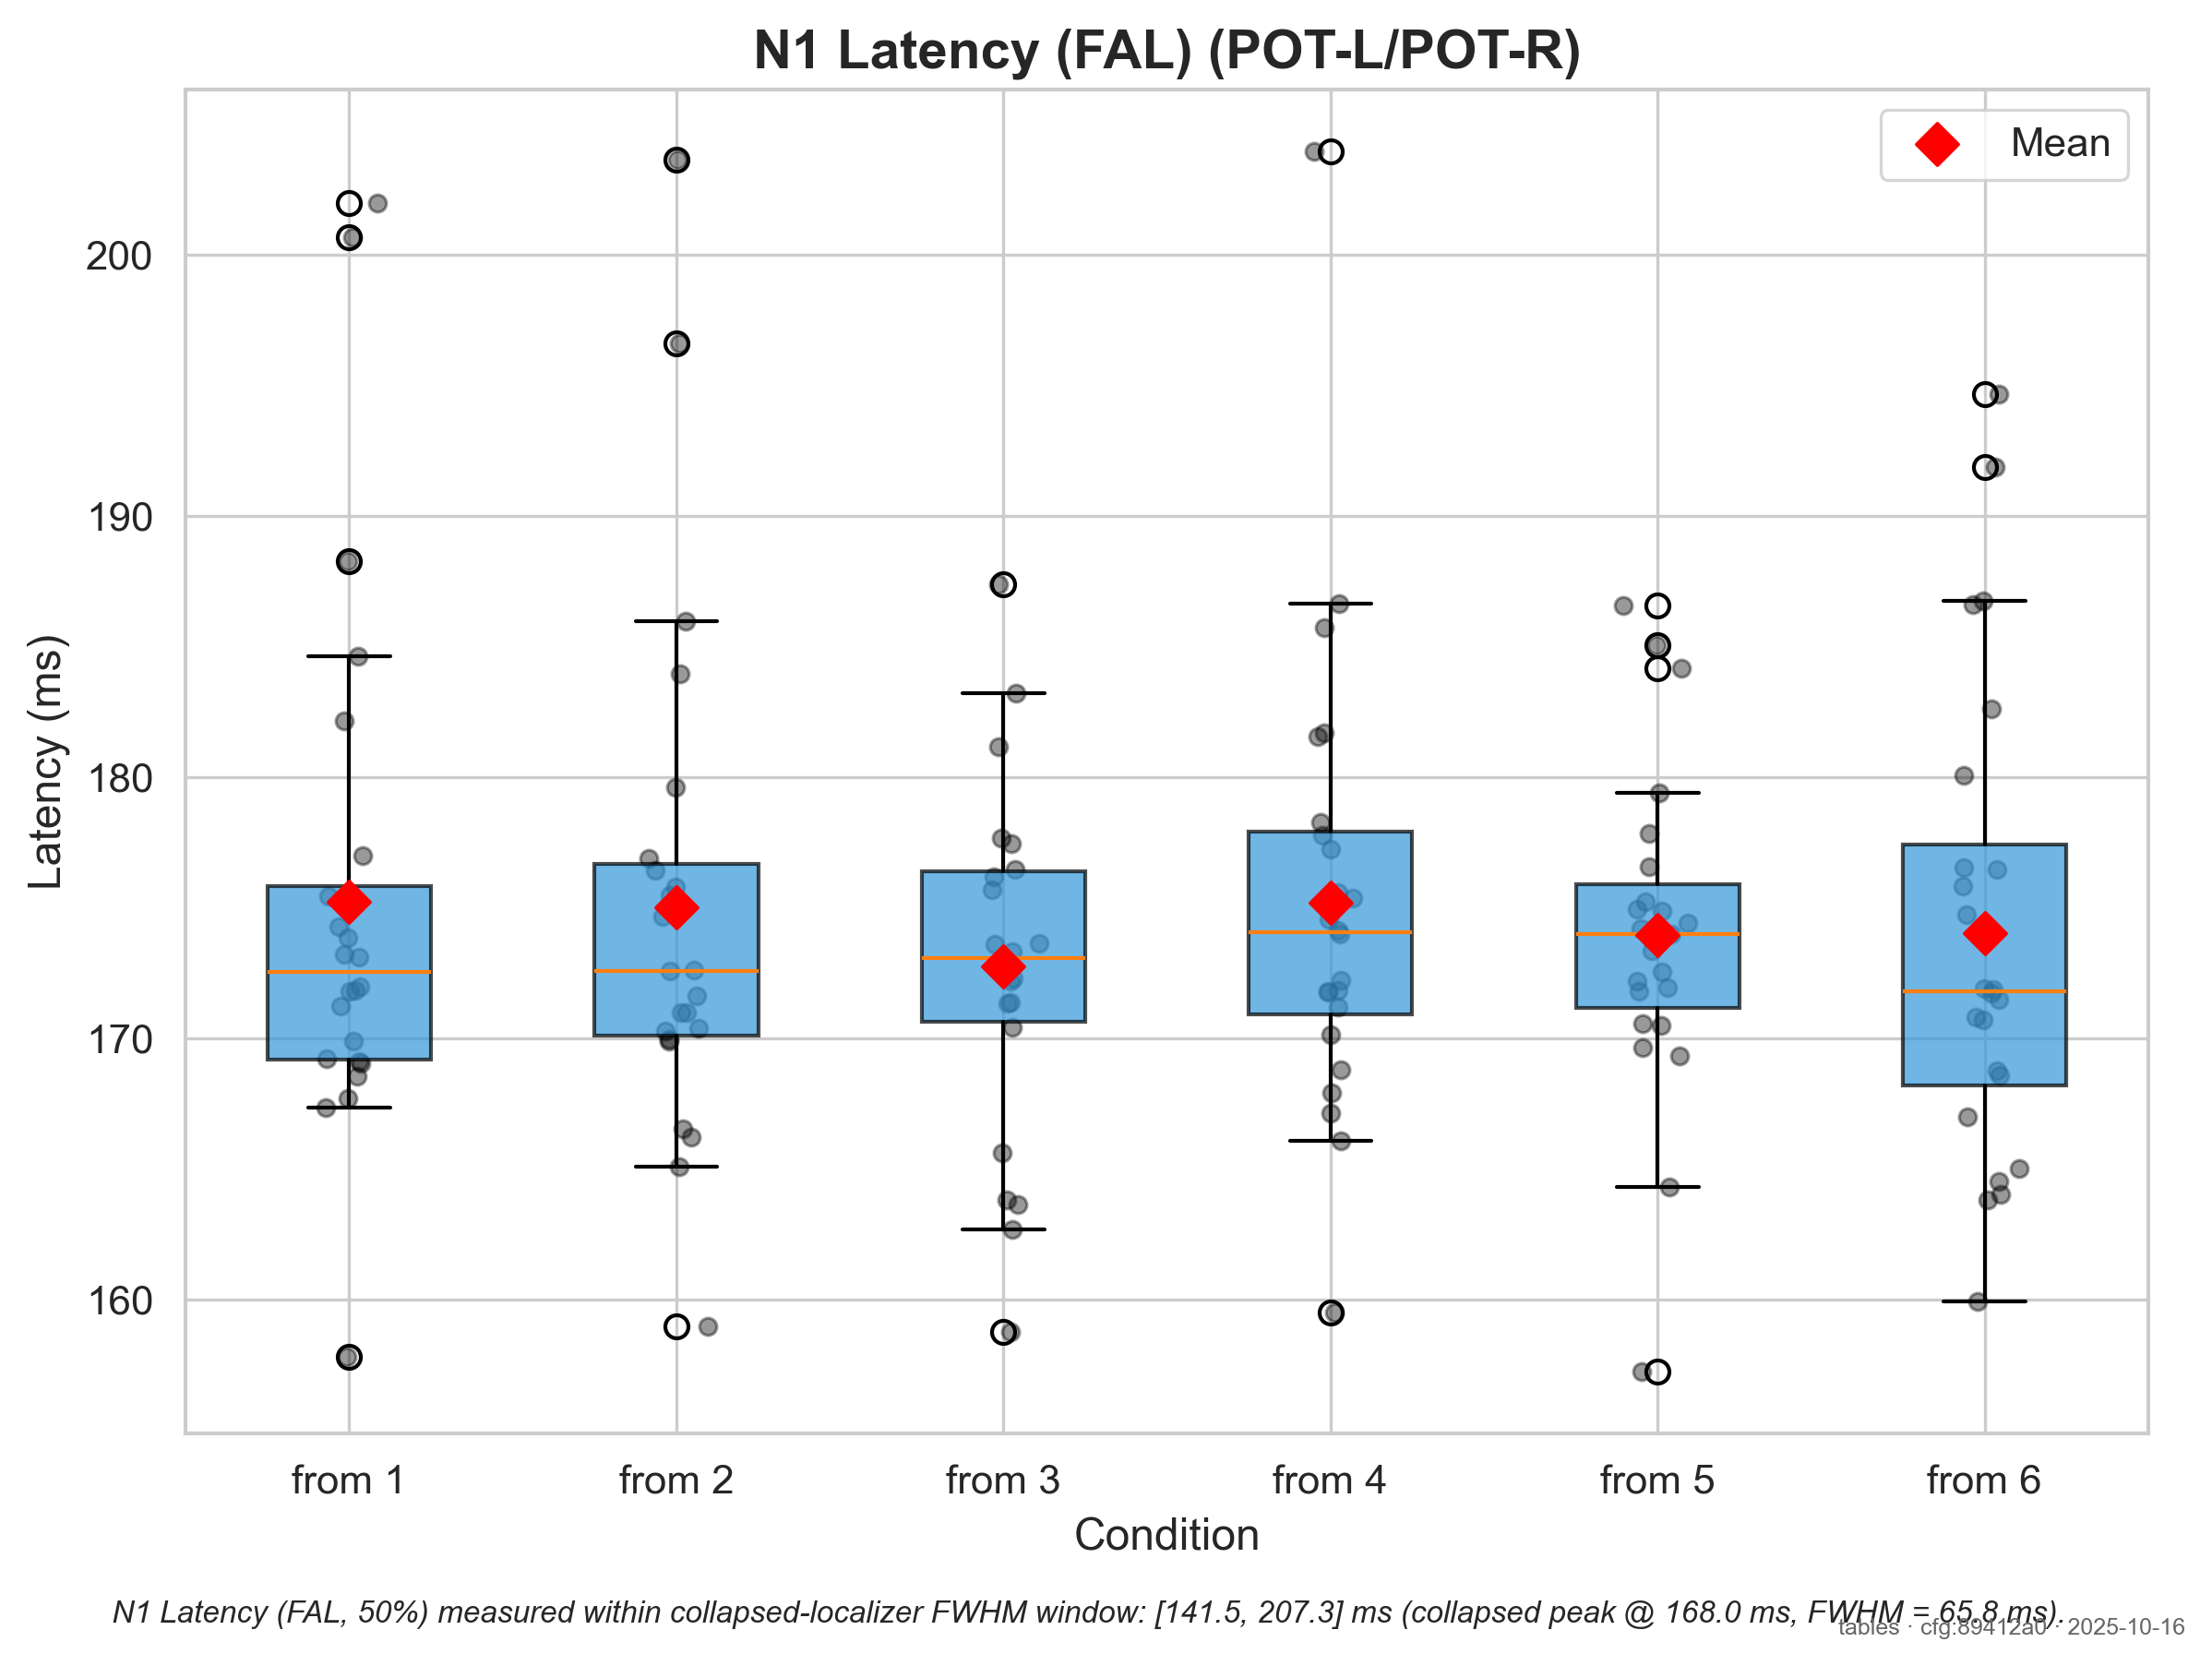 N1 Latency (FAL) (POT-L/POT-R)
Mean
Latency (ms)
200
190
180
170
160
from 1
from 2
from 3
from 4
from 5
from 6
Condition
N1 Latency (FAL, 50%) measured within collapsed-localizer FWHM window: [141.5, 207.3] ms (collapsed peak @ 168.0 ms, FWHM = 65.8 ms).
tables · cfg:89412a0 · 2025-10-16